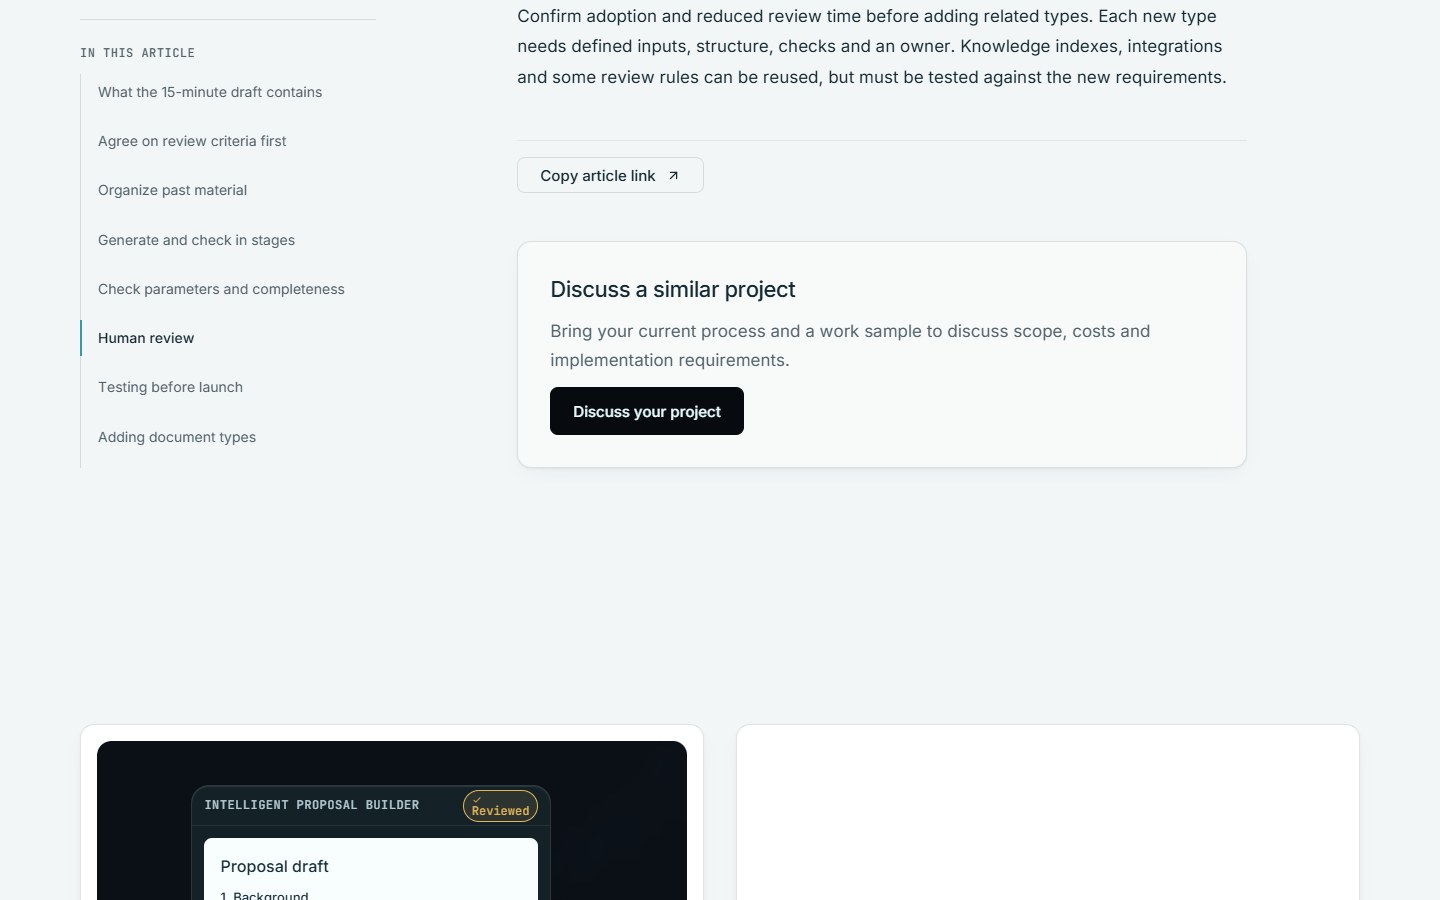 IN THIS ARTICLE
What the 15-minute draft contains
Agree on review criteria first
Organize past material
Generate and check in stages
Check parameters and completeness
Human review
Testing before launch
Adding document types
Confirm adoption and reduced review time before adding related types. Each new type
needs defined inputs, structure, checks and an owner. Knowledge indexes, integrations
and some review rules can be reused, but must be tested against the new requirements.
Copy article link
Discuss a similar project
Bring your current process and a work sample to discuss scope, costs and
implementation requirements.
Discuss your project
INTELLIGENT PROPOSAL BUILDER
✓
Reviewed
Proposal draft
1. Background